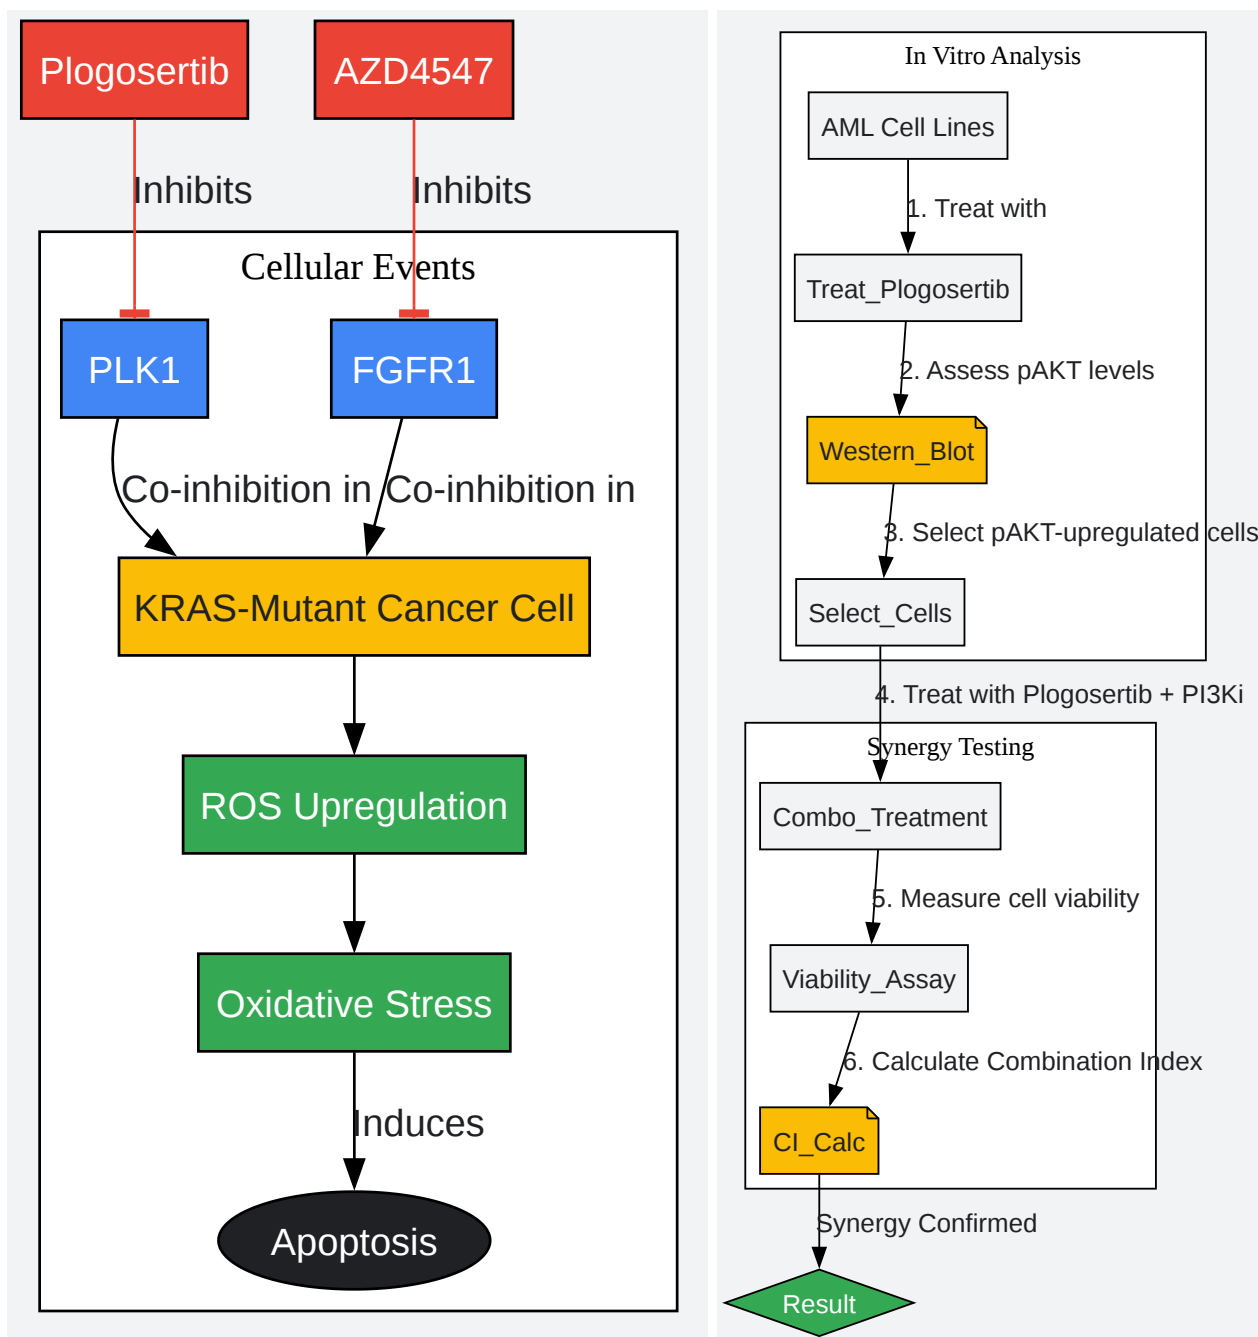 Plogosertib
AZD4547
Inhibits
Inhibits
Cellular Events
PLK1
FGFR1
Co-inhibition in
Co-inhibition in
KRAS-Mutant Cancer Cell
ROS Upregulation
Oxidative Stress
Induces
Apoptosis
In Vitro Analysis
AML Cell Lines
1. Treat with
Treat_Plogosertib
2. Assess pAKT levels
Western_Blot
3. Select pAKT-upregulated cells
Select_Cells
4. Treat with Plogosertib + PI3Ki
Synergy Testing
Combo_Treatment
5. Measure cell viability
Viability_Assay
6. Calculate Combination Index
CI_Calc
Synergy Confirmed
Result